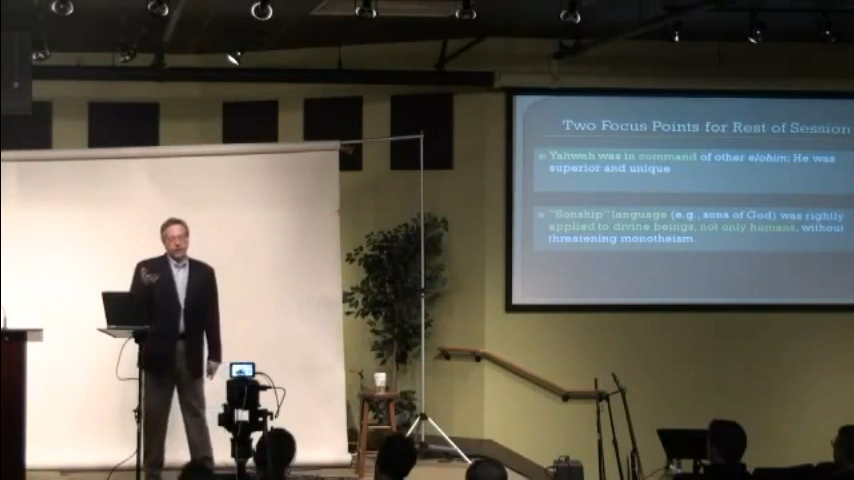 Two Focus Points for Rest of Session
Yahweh was in command of other elohim; He was
superior and unique
"Sonship" language (e.g., sons of God) was rightly
applied to divine beings, not only humans, without
threatening monotheism.